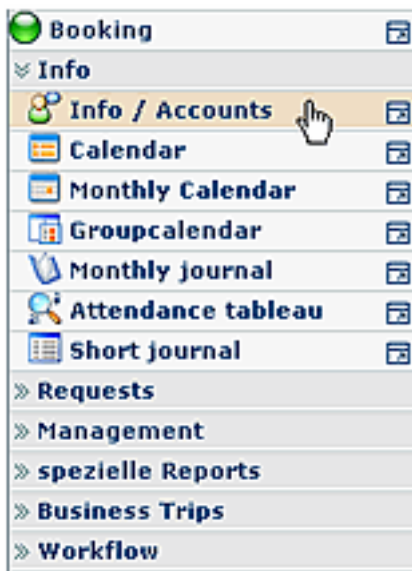 Booking
Info
Info / Accounts
Calendar
Monthly Calendar
Groupcalendar
Monthly journal
Attendance tableau
Short journal
Requests
Management
spezielle Reports
Business Trips
Workflow